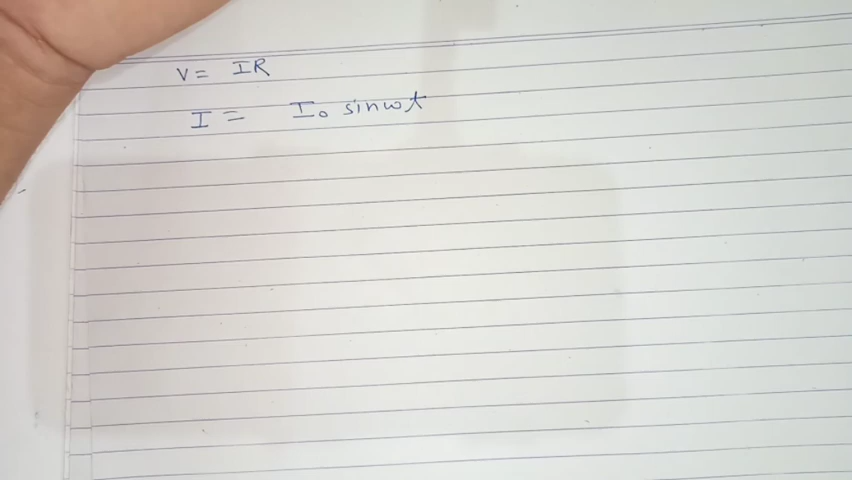 V = IR
I = I₀ sinωt